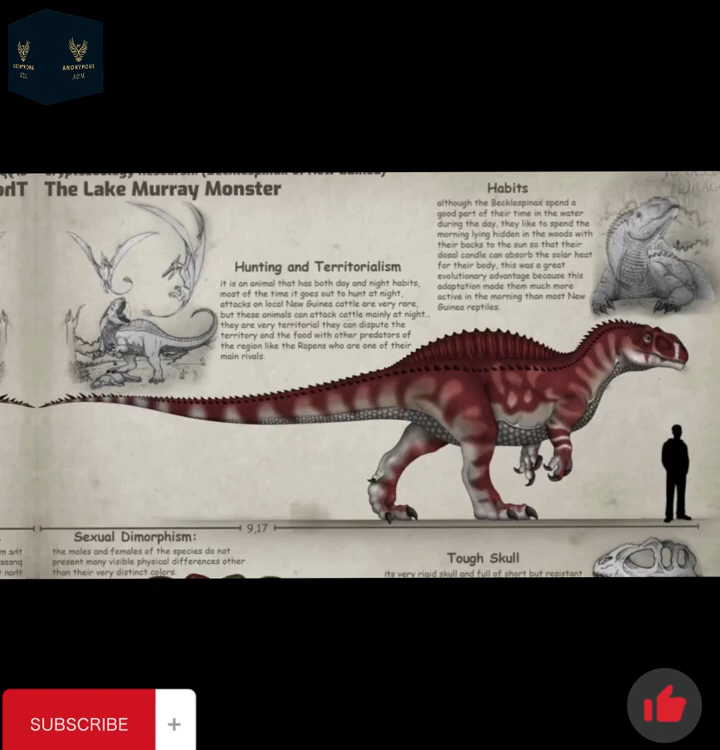 ANONYMOUS
Cryptozoology Research: (Becklespinax of New Guinea)
The Lake Murray Monster
Habits
although the Becklespinax spend a
good part of their time in the water
during the day, they like to spend the
morning lying hidden in the woods with
their backs to the sun so that their
dosal candle can absorb the solar heat
for their body, this was a great
evolutionary advantage because this
adaptation made them much more
active in the morning than most New
Guinea reptiles.
Hunting and Territorialism
it is an animal that has both day and night habits,
most of the time it goes out to hunt at night,
attacks on local New Guinea cattle are very rare,
but these animals can attack cattle mainly at night...
they are very territorial they can dispute the
territory and the food with other predators of
the region like the Ropens who are one of their
main rivals.
9,17
Sexual Dimorphism:
the males and females of the species do not
present many visible physical differences other
than their very distinct colors.
Tough Skull
its very rigid skull and full of short but resistant
SUBSCRIBE